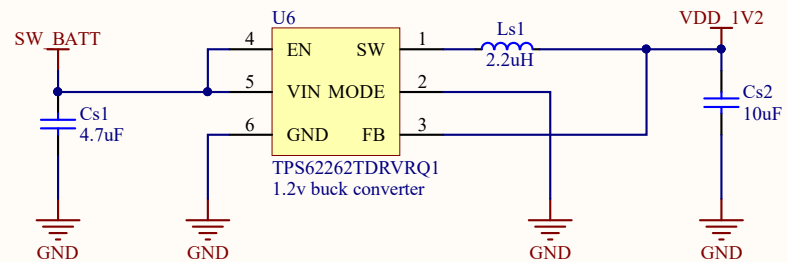 U6
SW_BATT
VDD_1V2
4 EN SW 1
Ls1
2.2uH
5 VIN MODE 2
Cs1
4.7uF
Cs2
10uF
6 GND FB 3
TPS62262TDRVRQ1
1.2v buck converter
GND GND GND GND